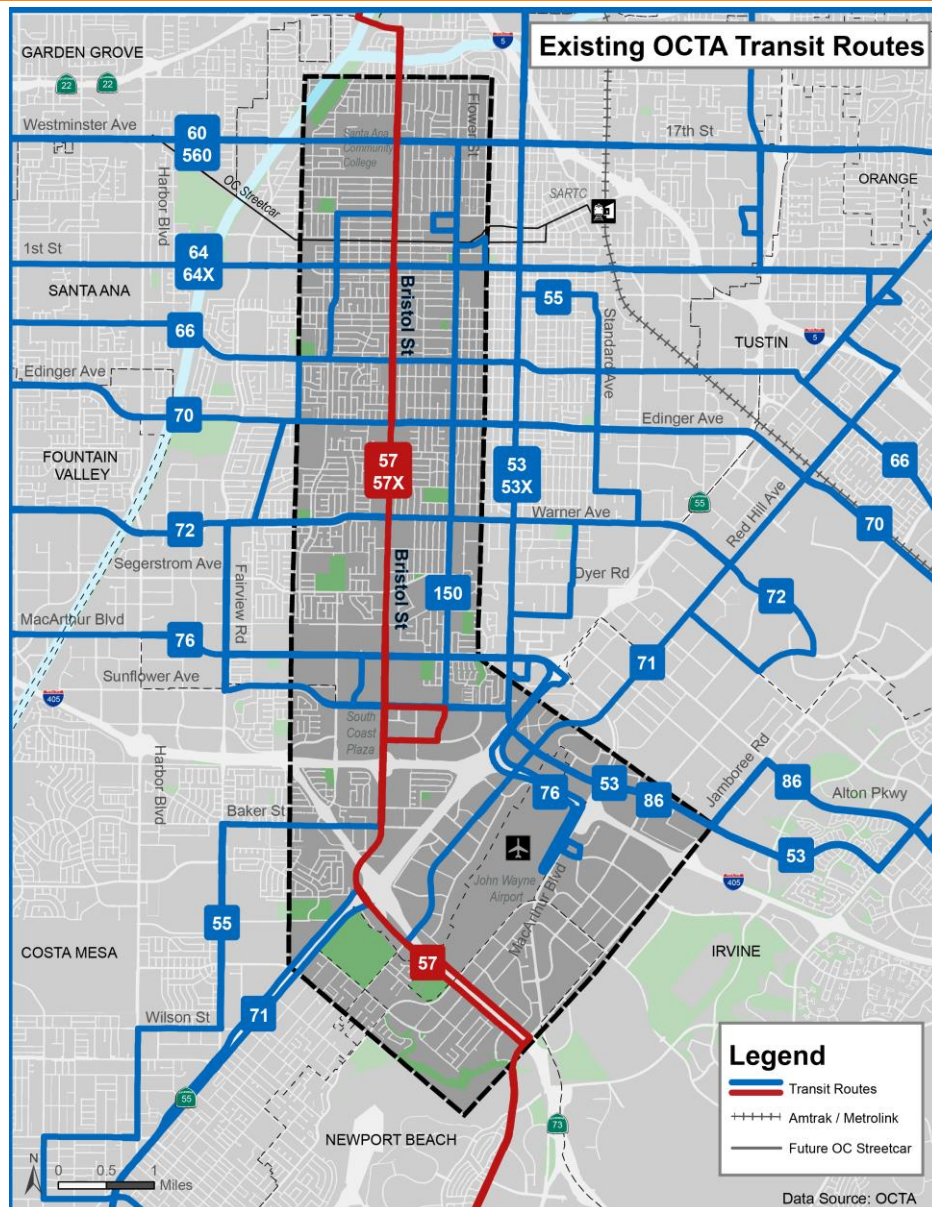 Existing OCTA Transit Routes
GARDEN GROVE
5
22
22
Westminster Ave
60
560
Santa Ana
Community
College
Flower St
17th St
Harbor Blvd
OC Streetcar
SARTC
ORANGE
1st St
64
64X
SANTA ANA
Bristol St
55
66
Standard Ave
TUSTIN
5
Edinger Ave
70
Edinger Ave
FOUNTAIN
VALLEY
57
57X
53
53X
66
55
Red Hill Ave
70
72
Warner Ave
Segerstrom Ave
Fairview Rd
Bristol St
150
Dyer Rd
72
MacArthur Blvd
76
71
Sunflower Ave
405
South
Coast
Plaza
Harbor Blvd
76
53
86
Jamboree Rd
86
Alton Pkwy
Baker St
53
John Wayne
Airport
MacArthur Blvd
405
55
COSTA MESA
57
IRVINE
Wilson St
71
55
NEWPORT BEACH
73
Legend
Transit Routes
Amtrak / Metrolink
Future OC Streetcar
N
0 0.5 1
Miles
Data Source: OCTA